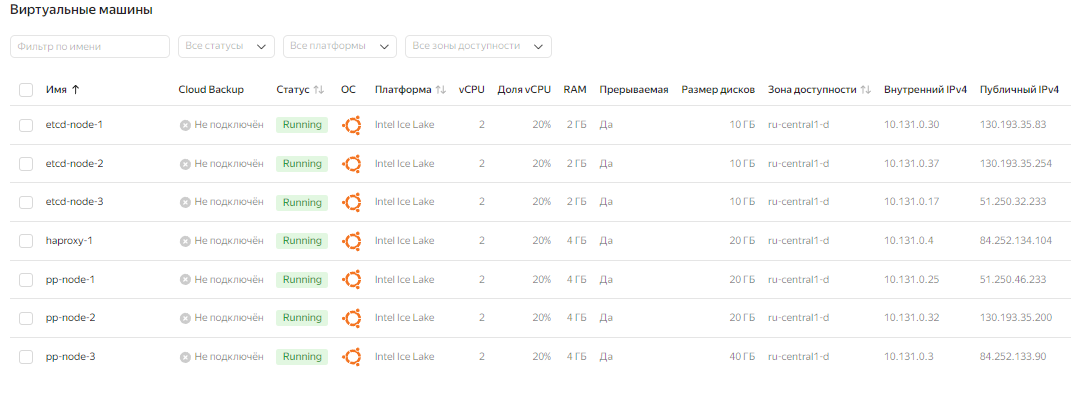 Виртуальные машины
Фильтр по имени Все статусы Все платформы Все зоны доступности
Имя ↑ Cloud Backup Статус ОС Платформа vCPU Доля vCPU RAM Прерываемая Размер дисков Зона доступности Внутренний IPv4 Публичный IPv4
etcd-node-1 Не подключён Running Intel Ice Lake 2 20% 2 ГБ Да 10 ГБ ru-central1-d 10.131.0.30 130.193.35.83
etcd-node-2 Не подключён Running Intel Ice Lake 2 20% 2 ГБ Да 10 ГБ ru-central1-d 10.131.0.37 130.193.35.254
etcd-node-3 Не подключён Running Intel Ice Lake 2 20% 2 ГБ Да 10 ГБ ru-central1-d 10.131.0.17 51.250.32.233
haproxy-1 Не подключён Running Intel Ice Lake 2 20% 4 ГБ Да 20 ГБ ru-central1-d 10.131.0.4 84.252.134.104
pp-node-1 Не подключён Running Intel Ice Lake 2 20% 4 ГБ Да 20 ГБ ru-central1-d 10.131.0.25 51.250.46.233
pp-node-2 Не подключён Running Intel Ice Lake 2 20% 4 ГБ Да 20 ГБ ru-central1-d 10.131.0.32 130.193.35.200
pp-node-3 Не подключён Running Intel Ice Lake 2 20% 4 ГБ Да 40 ГБ ru-central1-d 10.131.0.3 84.252.133.90